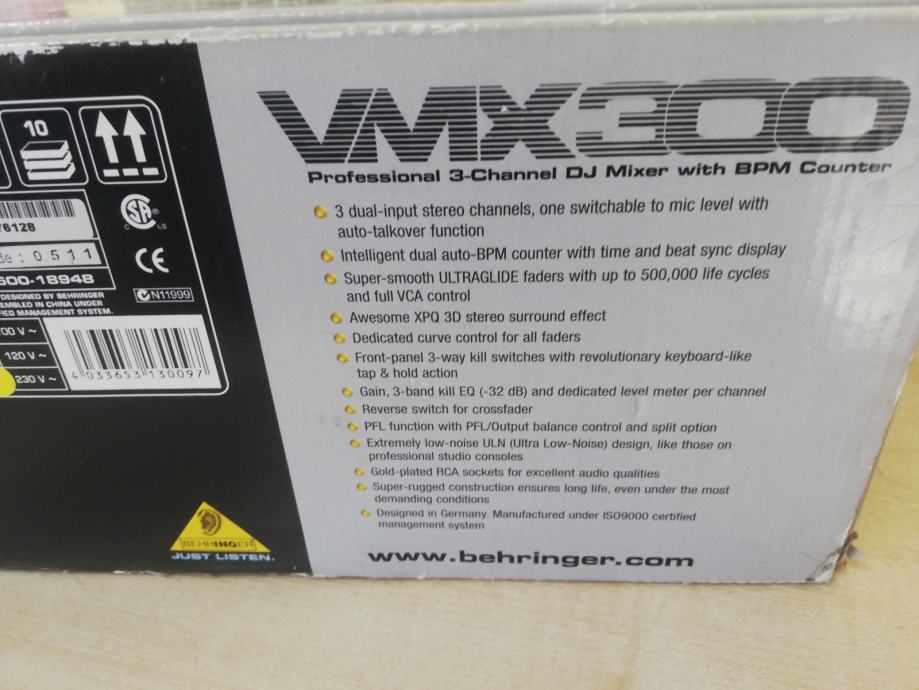 10
6128
de: 0511
600-18948
DESIGNED BY BEHRINGER
ASSEMBLED IN CHINA UNDER
MANAGEMENT SYSTEM.
SA
C US
CE
N11999
00 V ~
120 V ~
230 V ~
4 033653 130097
BEHRINGER
JUST LISTEN.
VMX300
Professional 3-Channel DJ Mixer with BPM Counter
3 dual-input stereo channels, one switchable to mic level with
auto-talkover function
Intelligent dual auto-BPM counter with time and beat sync display
Super-smooth ULTRAGLIDE faders with up to 500,000 life cycles
and full VCA control
Awesome XPQ 3D stereo surround effect
Dedicated curve control for all faders
Front-panel 3-way kill switches with revolutionary keyboard-like
tap & hold action
Gain, 3-band kill EQ (-32 dB) and dedicated level meter per channel
Reverse switch for crossfader
PFL function with PFL/Output balance control and split option
Extremely low-noise ULN (Ultra Low-Noise) design, like those on
professional studio consoles
Gold-plated RCA sockets for excellent audio qualities
Super-rugged construction ensures long life, even under the most
demanding conditions
Designed in Germany. Manufactured under ISO9000 certified
management system
www.behringer.com